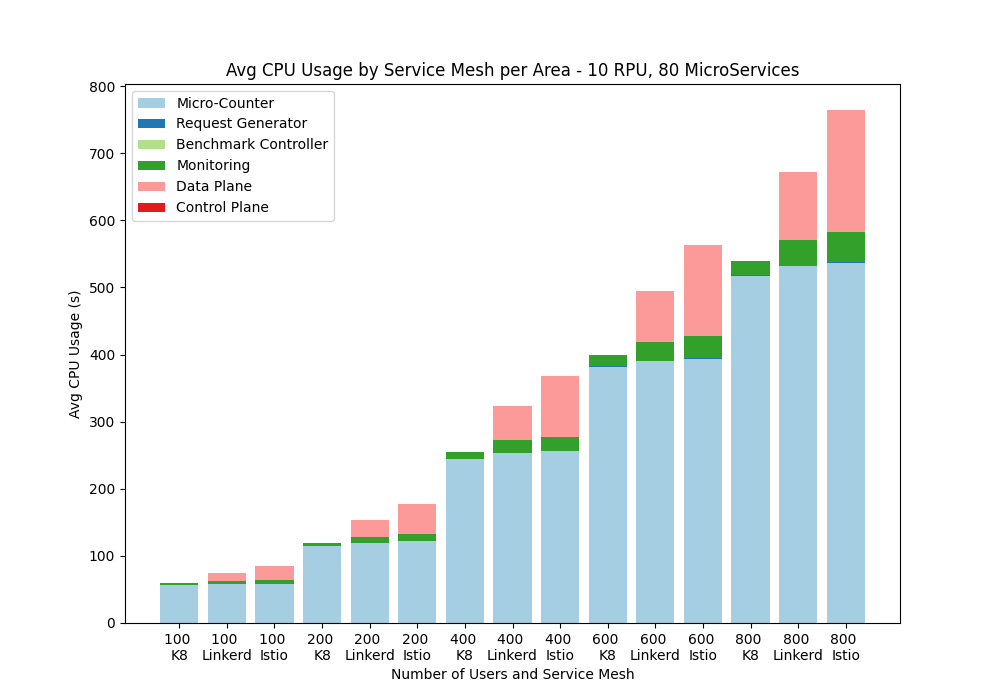 Avg CPU Usage by Service Mesh per Area - 10 RPU, 80 MicroServices
Micro-Counter
Request Generator
Benchmark Controller
Monitoring
Data Plane
Control Plane
Avg CPU Usage (s)
800
700
600
500
400
300
200
100
0
100 100 100 200 200 200 400 400 400 600 600 600 800 800 800
K8 Linkerd Istio K8 Linkerd Istio K8 Linkerd Istio K8 Linkerd Istio K8 Linkerd Istio
Number of Users and Service Mesh